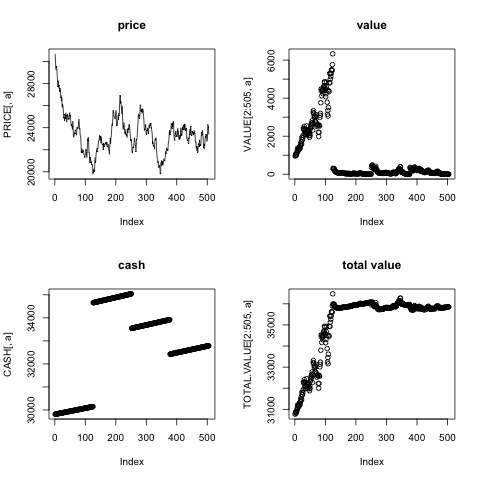 price
PRICE[, a]
20000 24000 28000
0 100 200 300 400 500
Index
value
VALUE[2:505, a]
0 2000 4000 6000
0 100 200 300 400 500
Index
cash
CASH[, a]
30000 32000 34000
0 100 200 300 400 500
Index
total value
TOTAL.VALUE[2:505, a]
31000 33000 35000
0 100 200 300 400 500
Index